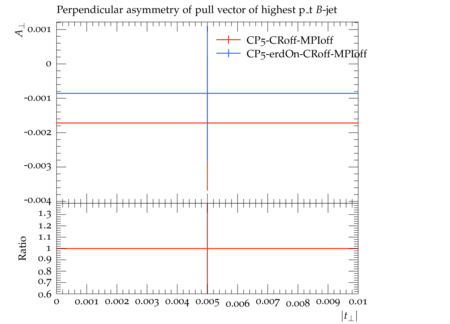 Perpendicular asymmetry of pull vector of highest p_t B-jet
A⊥
CP5-CRoff-MPIoff
CP5-erdOn-CRoff-MPIoff
0
-0.001
-0.002
-0.003
-0.004
Ratio
1.3
1.2
1.1
1
0.9
0.8
0.7
0.6
0 0.001 0.002 0.003 0.004 0.005 0.006 0.007 0.008 0.009 0.01
|t⊥|